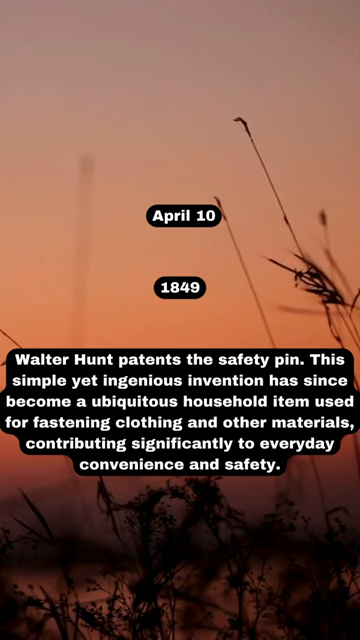 April 10
1849
Walter Hunt patents the safety pin. This
simple yet ingenious invention has since
become a ubiquitous household item used
for fastening clothing and other materials,
contributing significantly to everyday
convenience and safety.